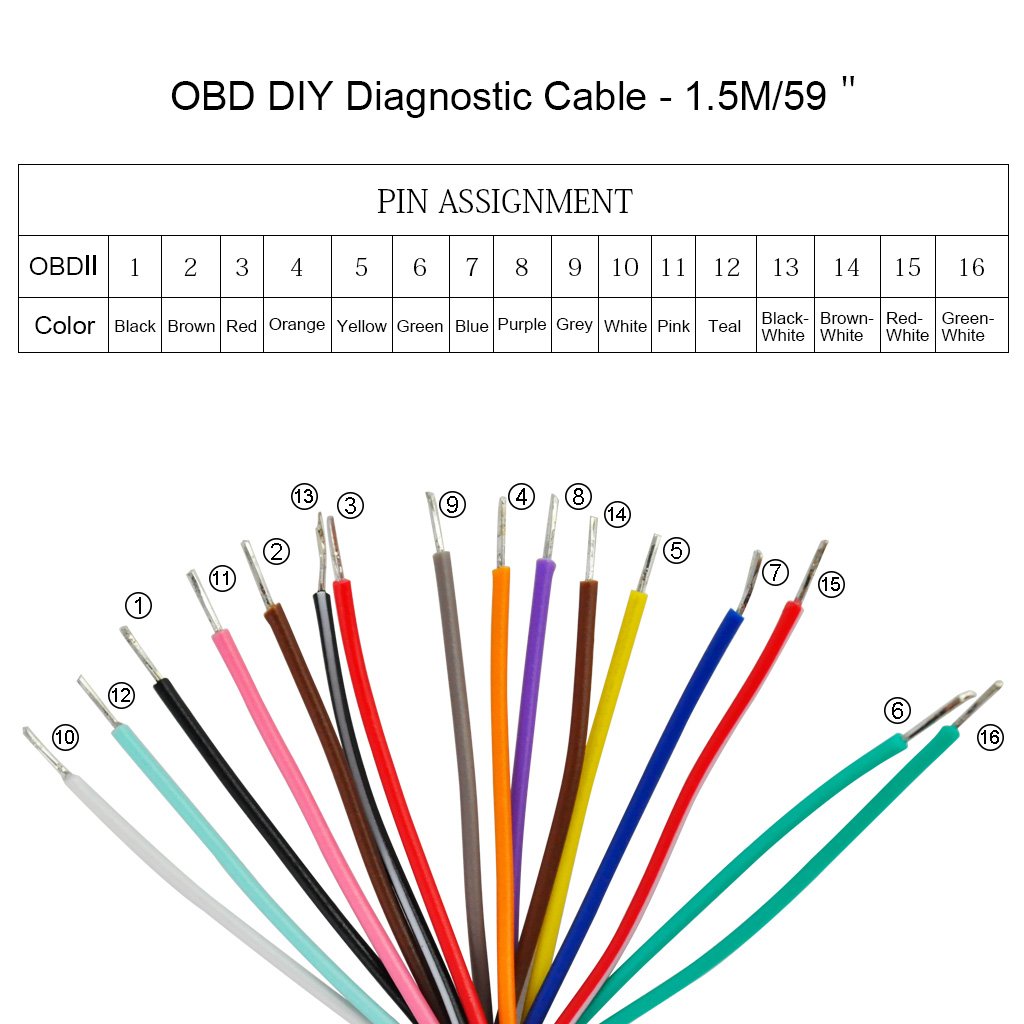 OBD DIY Diagnostic Cable - 1.5M/59 "
PIN ASSIGNMENT
OBDII 1 2 3 4 5 6 7 8 9 10 11 12 13 14 15 16
Color Black Brown Red Orange Yellow Green Blue Purple Grey White Pink Teal Black-White Brown-White Red-White Green-White
⑬ ③ ⑨ ④ ⑧ ⑭
⑪ ② ⑤ ⑦ ⑮
①
⑫ ⑥
⑩ ⑯